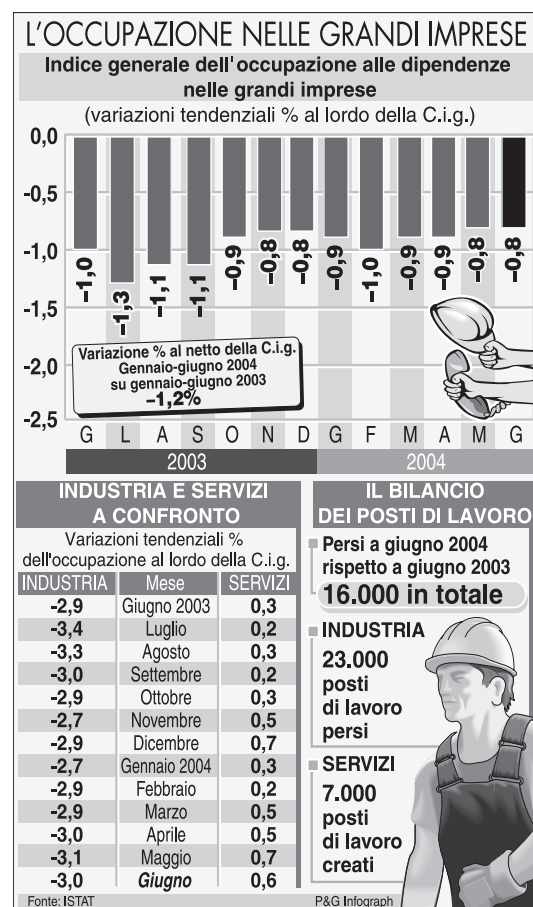 L'OCCUPAZIONE NELLE GRANDI IMPRESE
Indice generale dell'occupazione alle dipendenze
nelle grandi imprese
(variazioni tendenziali % al lordo della C.i.g.)
0,0
-0,5
-1,0
-1,5
-2,0
-2,5
–1,0
–1,3
–1,1
–1,1
–0,9
–0,8
–0,8
–0,9
–1,0
–0,9
–0,9
–0,8
–0,8
Variazione % al netto della C.i.g.
Gennaio-giugno 2004
su gennaio-giugno 2003
–1,2%
G L A S O N D G F M A M G
2003 2004
INDUSTRIA E SERVIZI
A CONFRONTO
Variazioni tendenziali %
dell'occupazione al lordo della C.i.g.
INDUSTRIA Mese SERVIZI
-2,9 Giugno 2003 0,3
-3,4 Luglio 0,2
-3,3 Agosto 0,3
-3,0 Settembre 0,2
-2,9 Ottobre 0,3
-2,7 Novembre 0,5
-2,9 Dicembre 0,7
-2,7 Gennaio 2004 0,3
-2,9 Febbraio 0,2
-2,9 Marzo 0,5
-3,0 Aprile 0,5
-3,1 Maggio 0,7
-3,0 Giugno 0,6
Fonte: ISTAT
IL BILANCIO
DEI POSTI DI LAVORO
Persi a giugno 2004
rispetto a giugno 2003
16.000 in totale
INDUSTRIA
23.000
posti
di lavoro
persi
SERVIZI
7.000
posti
di lavoro
creati
P&G Infograph